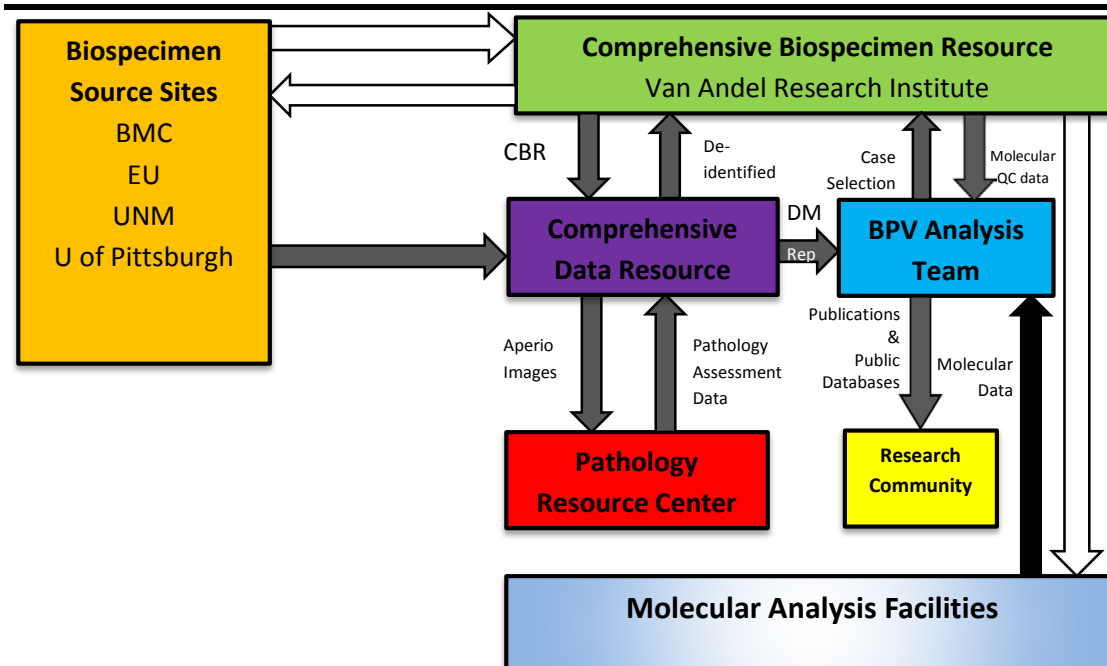 Biospecimen
Source Sites
BMC
EU
UNM
U of Pittsburgh
Comprehensive Biospecimen Resource
Van Andel Research Institute
CBR
De-
identified
Case
Selection
Molecular
QC data
Comprehensive
Data Resource
DM
Rep
BPV Analysis
Team
Aperio
Images
Pathology
Assessment
Data
Publications
&
Public
Databases
Molecular
Data
Pathology
Resource Center
Research
Community
Molecular Analysis Facilities